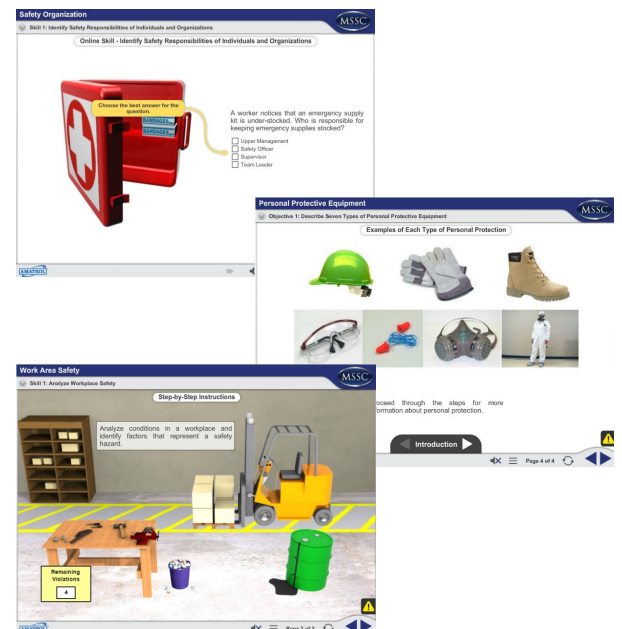 Safety Organization
MSSC
Skill 1: Identify Safety Responsibilities of Individuals and Organizations
Online Skill - Identify Safety Responsibilities of Individuals and Organizations
Choose the best answer for the
question.
BANDAGES
BANDAGES
A worker notices that an emergency supply
kit is under-stocked. Who is responsible for
keeping emergency supplies stocked?
Upper Management
Safety Officer
Supervisor
Team Leader
AMATROL
Personal Protective Equipment
MSSC
Objective 1: Describe Seven Types of Personal Protective Equipment
Examples of Each Type of Personal Protection
oceed through the steps for more
formation about personal protection.
Introduction
Page 4 of 4
Work Area Safety
MSSC
Skill 1: Analyze Workplace Safety
Step-by-Step Instructions
Analyze conditions in a workplace and
identify factors that represent a safety
hazard.
Remaining
Violations
4
AMATROL